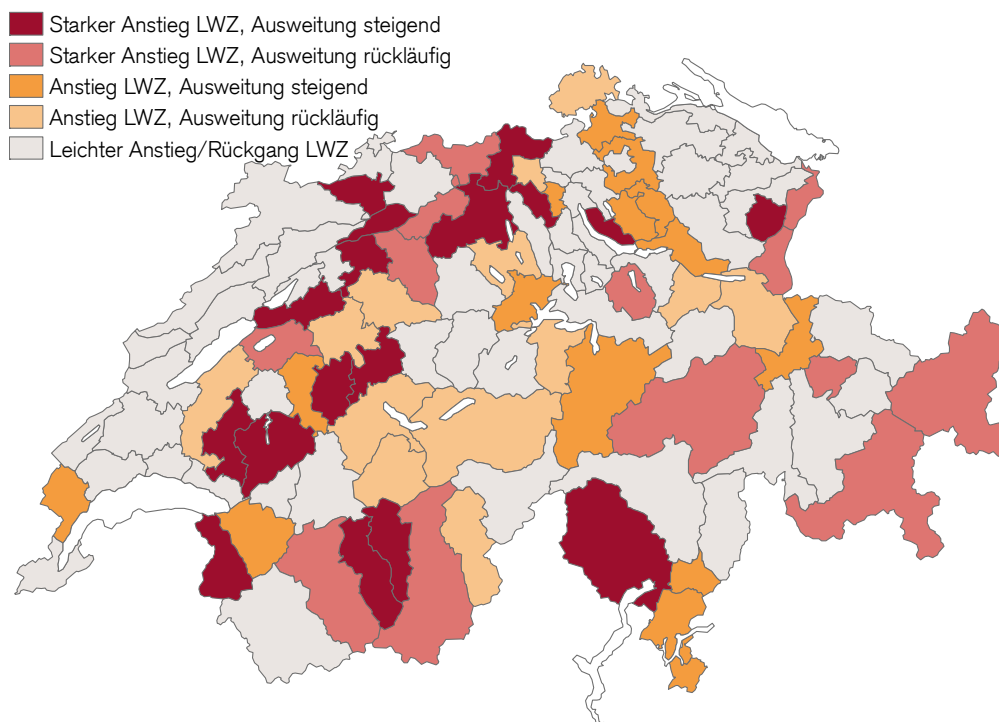 Starker Anstieg LWZ, Ausweitung steigend
Starker Anstieg LWZ, Ausweitung rückläufig
Anstieg LWZ, Ausweitung steigend
Anstieg LWZ, Ausweitung rückläufig
Leichter Anstieg/Rückgang LWZ